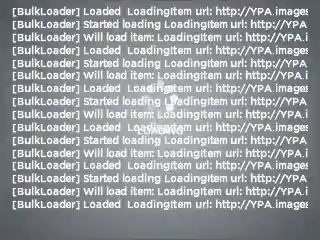 [BulkLoader] Loaded LoadingItem url: http://YPA.images
[BulkLoader] Started loading LoadingItem url: http://YPA
[BulkLoader] Will load item: LoadingItem url: http://YPA.i
[BulkLoader] Loaded LoadingItem url: http://YPA.images
[BulkLoader] Started loading LoadingItem url: http://YPA
[BulkLoader] Will load item: LoadingItem url: http://YPA.i
[BulkLoader] Loaded LoadingItem url: http://YPA.images
[BulkLoader] Started loading LoadingItem url: http://YPA
[BulkLoader] Will load item: LoadingItem url: http://YPA.i
[BulkLoader] Loaded LoadingItem url: http://YPA.images
LOADING
[BulkLoader] Started loading LoadingItem url: http://YPA
[BulkLoader] Will load item: LoadingItem url: http://YPA.i
[BulkLoader] Loaded LoadingItem url: http://YPA.images
[BulkLoader] Started loading LoadingItem url: http://YPA
[BulkLoader] Will load item: LoadingItem url: http://YPA.i
[BulkLoader] Loaded LoadingItem url: http://YPA.images